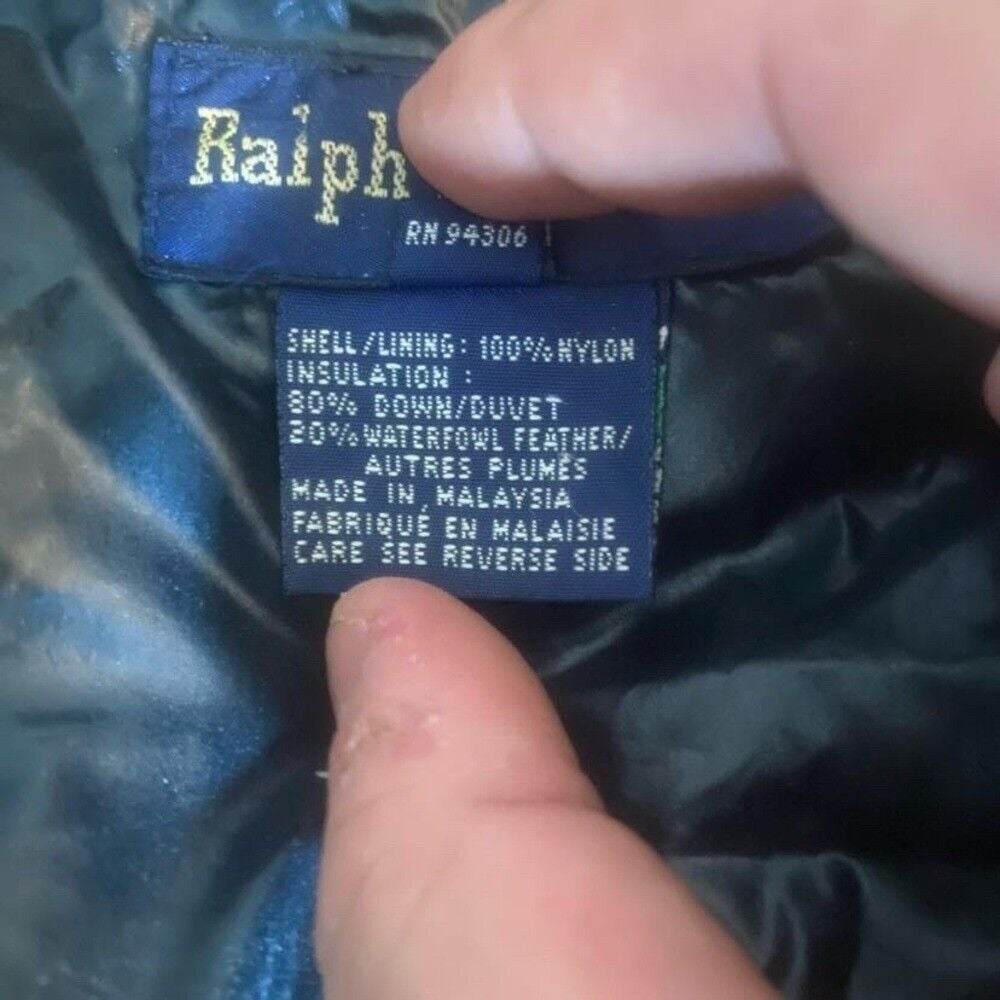 Ralph
RN 94306
SHELL/LINING: 100% NYLON
INSULATION :
80% DOWN/DUVET
20% WATERFOWL FEATHER/
AUTRES PLUMES
MADE IN MALAYSIA
FABRIQUÉ EN MALAISIE
CARE SEE REVERSE SIDE